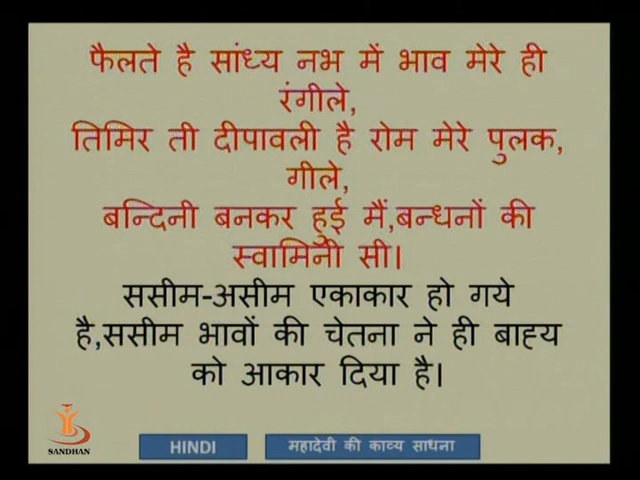 फैलते है सांध्य नभ में भाव मेरे ही
रंगीले,
तिमिर ती दीपावली है रोम मेरे पुलक,
गीले,
बन्दिनी बनकर हुई मैं,बन्धनों की
स्वामिनी सी।
ससीम-असीम एकाकार हो गये
है,ससीम भावों की चेतना ने ही बाह्य
को आकार दिया है।
SANDHAN
HINDI
महादेवी की काव्य साधना